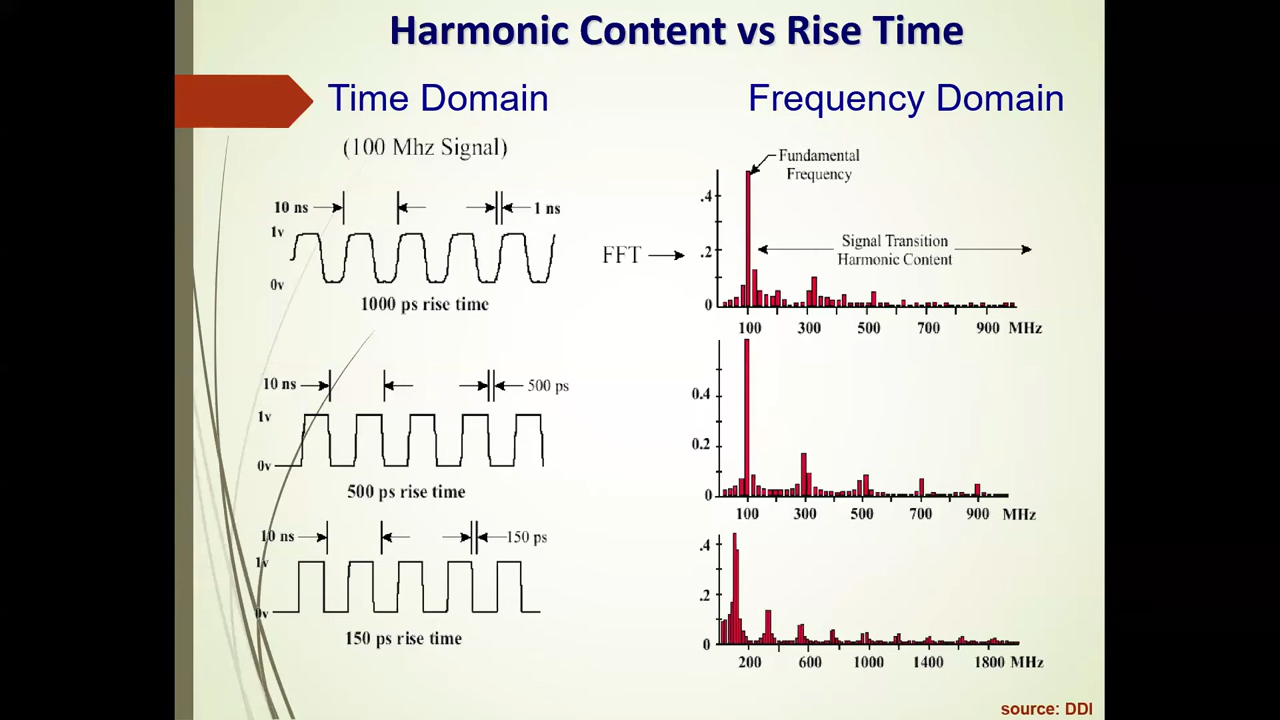 Harmonic Content vs Rise Time
Time Domain
Frequency Domain
(100 Mhz Signal)
10 ns
1 ns
1v
0v
1000 ps rise time
FFT
Fundamental
Frequency
Signal Transition
Harmonic Content
.4
.2
0
100 300 500 700 900 MHz
10 ns
500 ps
1v
0v
500 ps rise time
0.4
0.2
0
100 300 500 700 900 MHz
10 ns
150 ps
1v
0v
150 ps rise time
.4
.2
0
200 600 1000 1400 1800 MHz
source: DDI